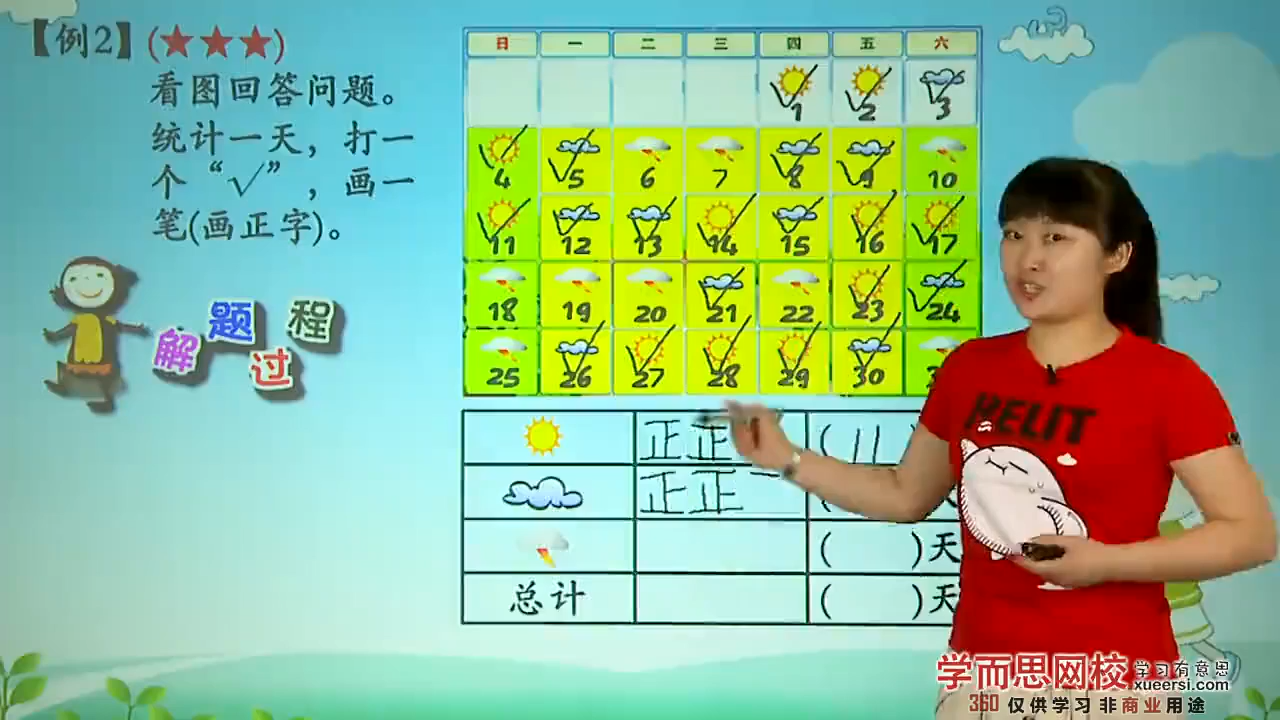 【例2】(★★★)
看图回答问题。
统计一天，打一
个“√”，画一
笔(画正字)。
解题过程
日 一 二 三 四 五 六
1 2 3
4 5 6 7 8 9 10
11 12 13 14 15 16 17
18 19 20 21 22 23 24
25 26 27 28 29 30
正正 (11
正正一
( )天
总计 ( )天
HELIT
学而思网校 学习有意思
xueersi.com
360 仅供学习 非商业用途